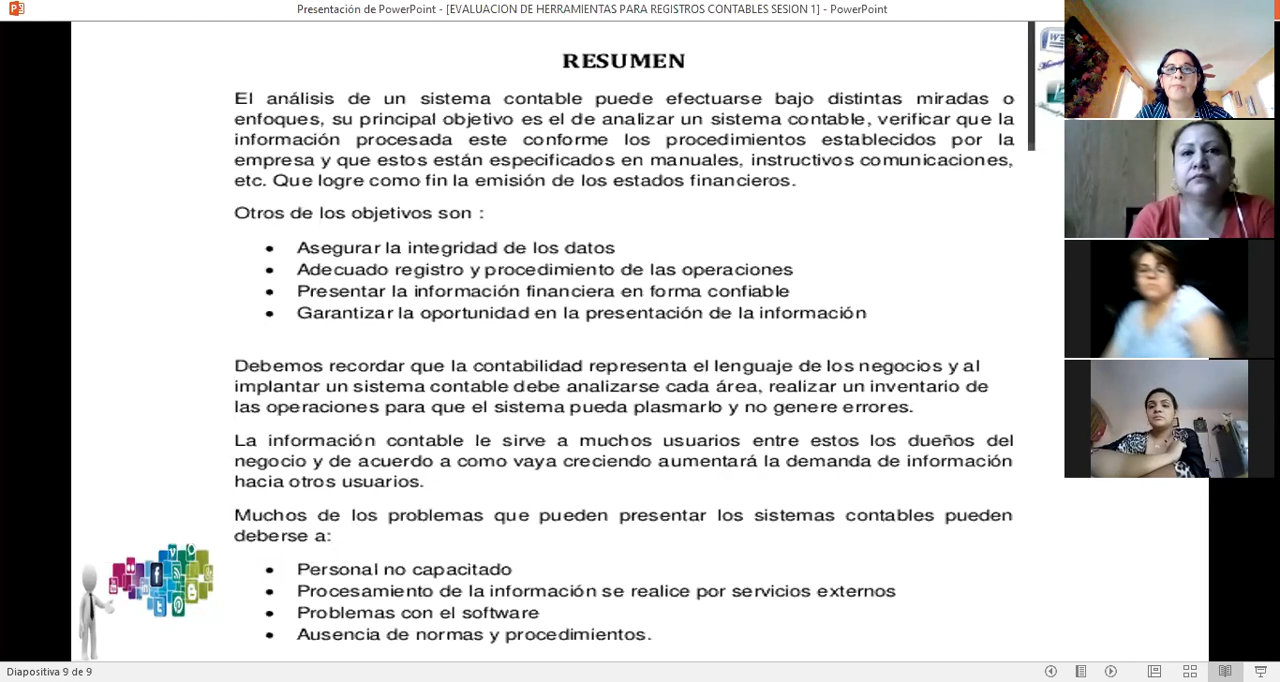 Presentación de PowerPoint - [EVALUACION DE HERRAMIENTAS PARA REGISTROS CONTABLES SESION 1] - PowerPoint
RESUMEN
El análisis de un sistema contable puede efectuarse bajo distintas miradas o
enfoques, su principal objetivo es el de analizar un sistema contable, verificar que la
información procesada este conforme los procedimientos establecidos por la
empresa y que estos están especificados en manuales, instructivos comunicaciones,
etc. Que logre como fin la emisión de los estados financieros.
Otros de los objetivos son :
• Asegurar la integridad de los datos
• Adecuado registro y procedimiento de las operaciones
• Presentar la información financiera en forma confiable
• Garantizar la oportunidad en la presentación de la información
Debemos recordar que la contabilidad representa el lenguaje de los negocios y al
implantar un sistema contable debe analizarse cada área, realizar un inventario de
las operaciones para que el sistema pueda plasmarlo y no genere errores.
La información contable le sirve a muchos usuarios entre estos los dueños del
negocio y de acuerdo a como vaya creciendo aumentará la demanda de información
hacia otros usuarios.
Muchos de los problemas que pueden presentar los sistemas contables pueden
deberse a:
• Personal no capacitado
• Procesamiento de la información se realice por servicios externos
• Problemas con el software
• Ausencia de normas y procedimientos.
Diapositiva 9 de 9